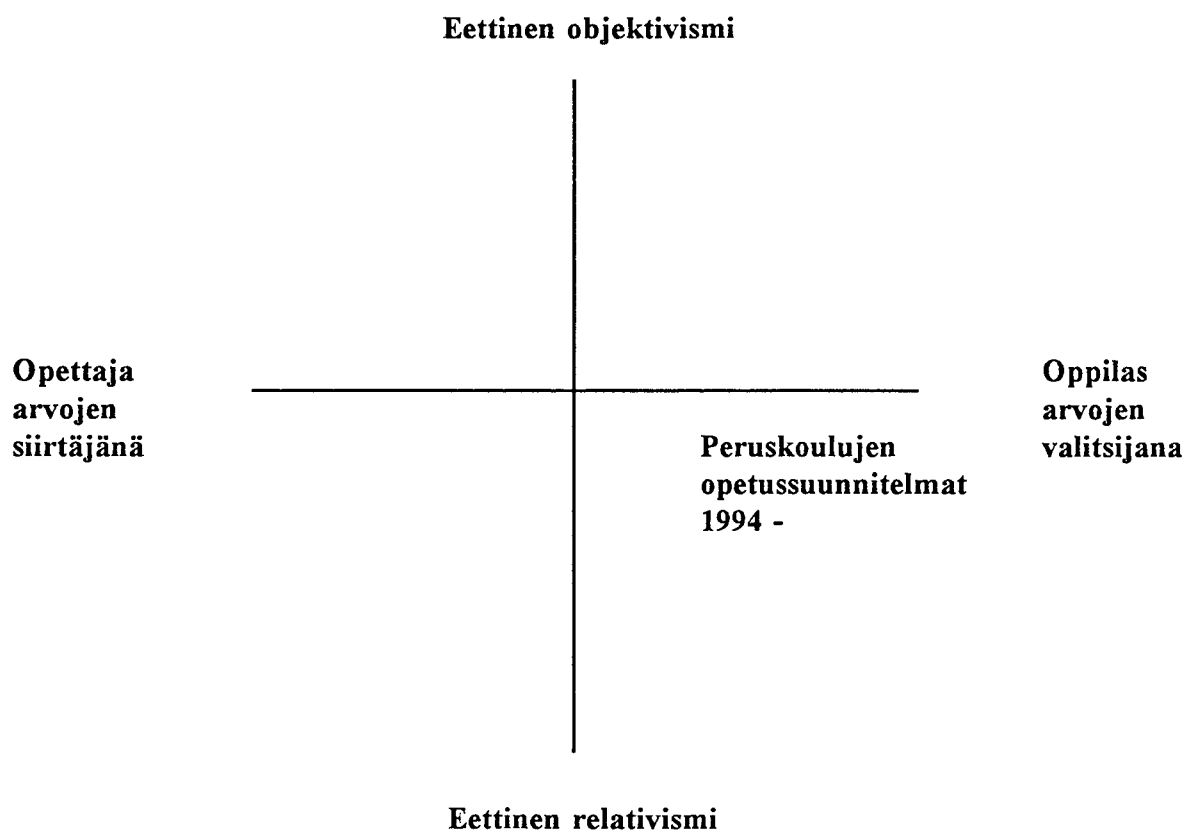 Eettinen objektivismi
Opettaja
arvojen
siirtäjänä
Oppilas
arvojen
valitsijana
Peruskoulujen
opetussuunnitelmat
1994 -
Eettinen relativismi